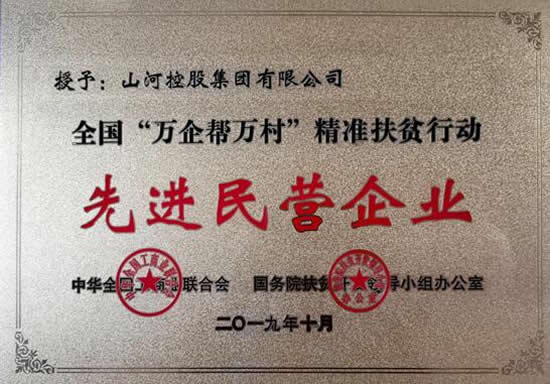 授予：山河控股集团有限公司
全国“万企帮万村”精准扶贫行动
先进民营企业
中华全国工商业联合会 国务院扶贫开发领导小组办公室
二〇一九年十月